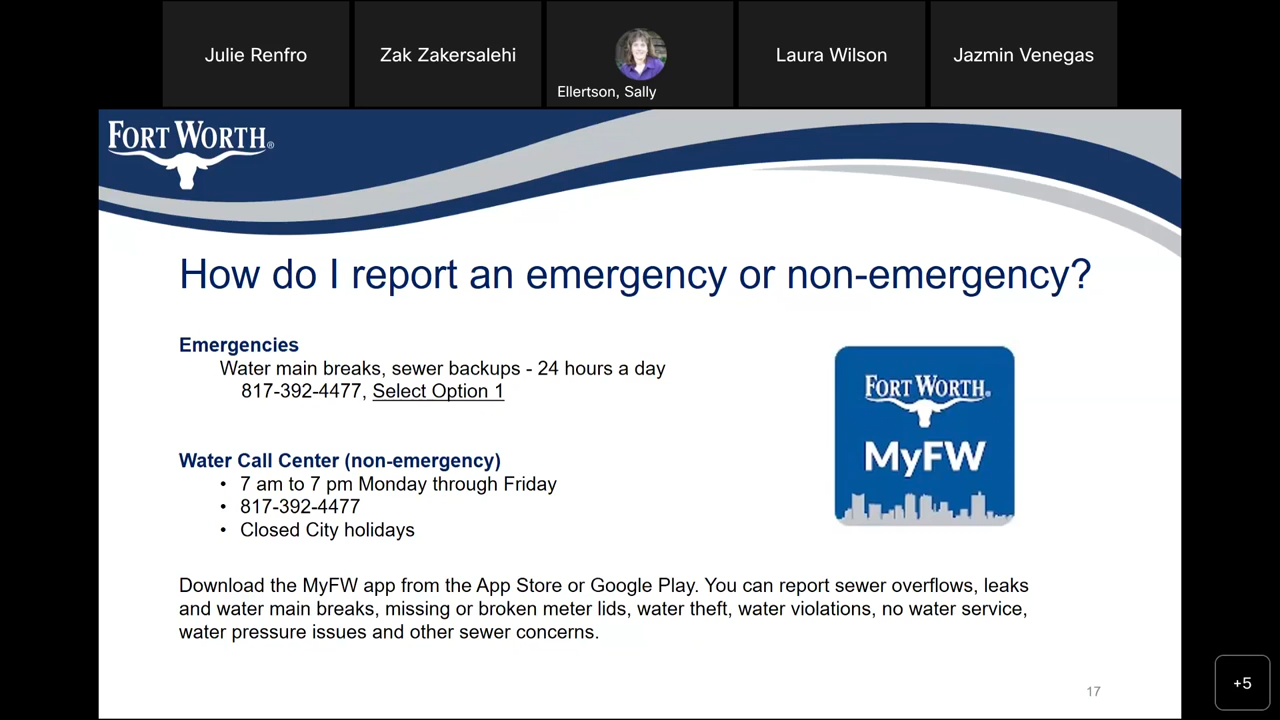 Julie Renfro
Zak Zakersalehi
Ellertson, Sally
Laura Wilson
Jazmin Venegas
FORT WORTH®
How do I report an emergency or non-emergency?
Emergencies
Water main breaks, sewer backups - 24 hours a day
817-392-4477, Select Option 1
Water Call Center (non-emergency)
• 7 am to 7 pm Monday through Friday
• 817-392-4477
• Closed City holidays
FORT WORTH®
MyFW
Download the MyFW app from the App Store or Google Play. You can report sewer overflows, leaks
and water main breaks, missing or broken meter lids, water theft, water violations, no water service,
water pressure issues and other sewer concerns.
17
+5